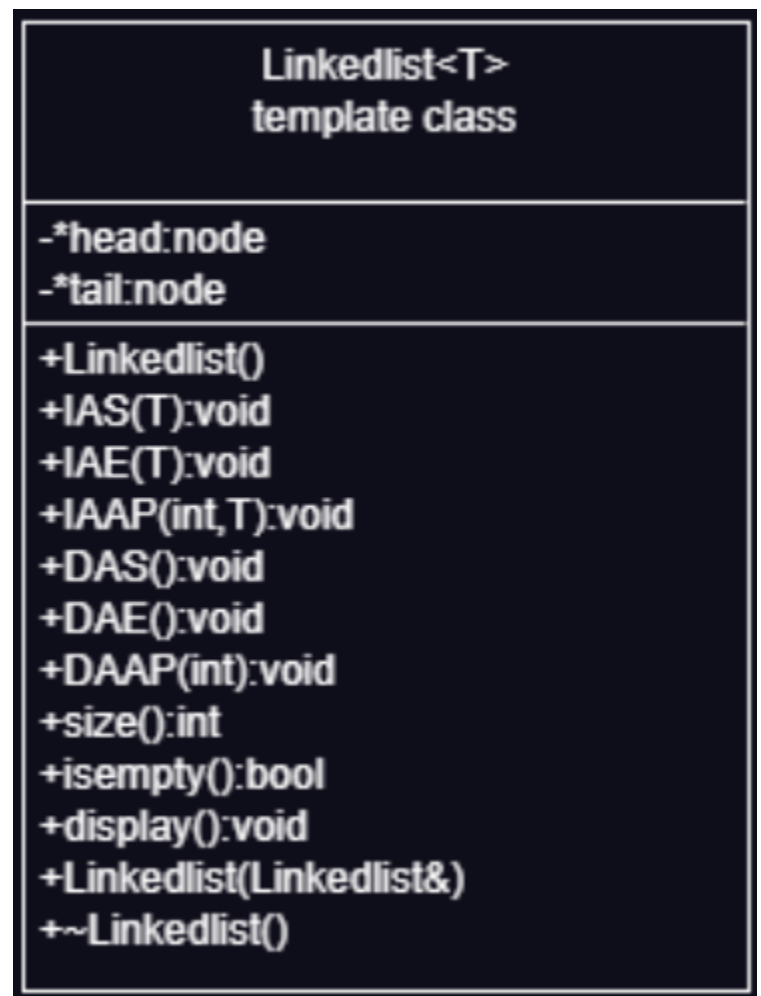 Linkedlist<T>
template class
-*head:node
-*tail:node
+Linkedlist()
+IAS(T):void
+IAE(T):void
+IAAP(int,T):void
+DAS():void
+DAE():void
+DAAP(int):void
+size():int
+isempty():bool
+display():void
+Linkedlist(Linkedlist&)
+~Linkedlist()